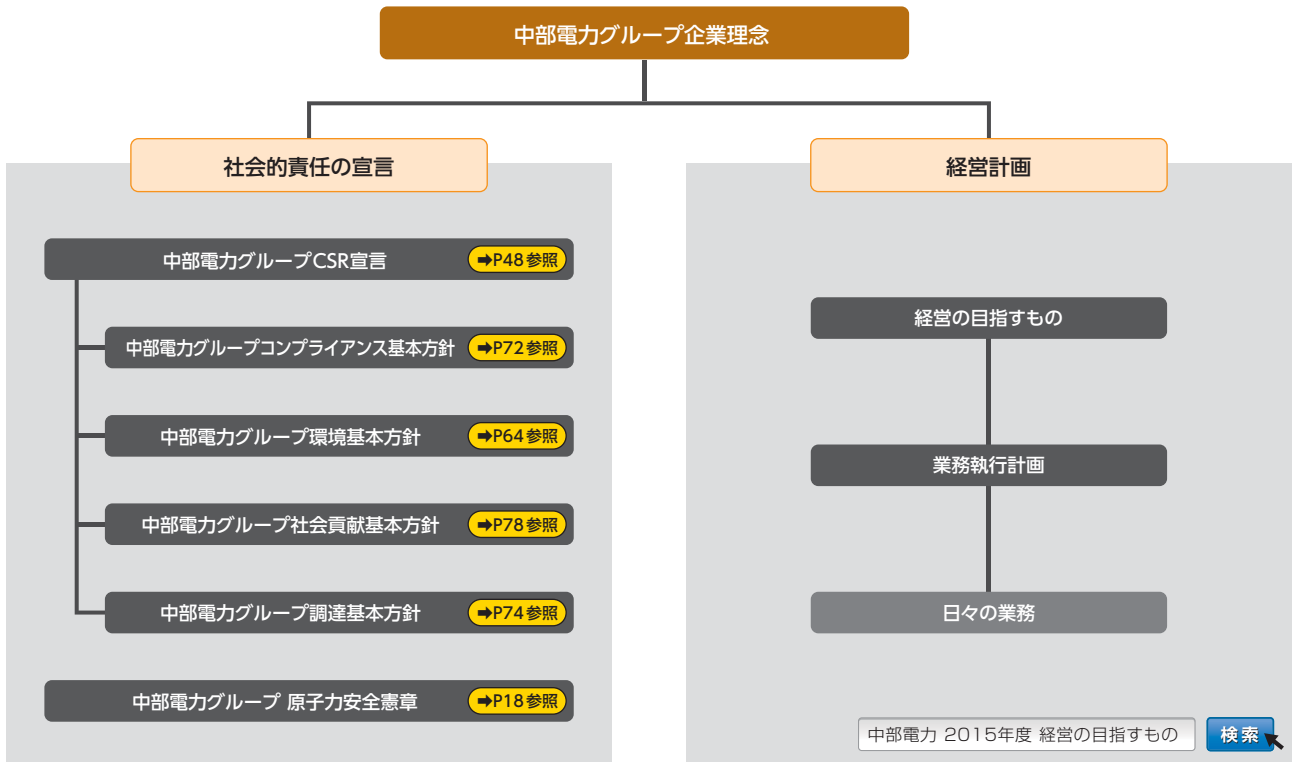 中部電力グループ企業理念
社会的責任の宣言
中部電力グループCSR宣言 ➡P48参照
中部電力グループコンプライアンス基本方針 ➡P72参照
中部電力グループ環境基本方針 ➡P64参照
中部電力グループ社会貢献基本方針 ➡P78参照
中部電力グループ調達基本方針 ➡P74参照
中部電力グループ 原子力安全憲章 ➡P18参照
経営計画
経営の目指すもの
業務執行計画
日々の業務
中部電力 2015年度 経営の目指すもの 検索